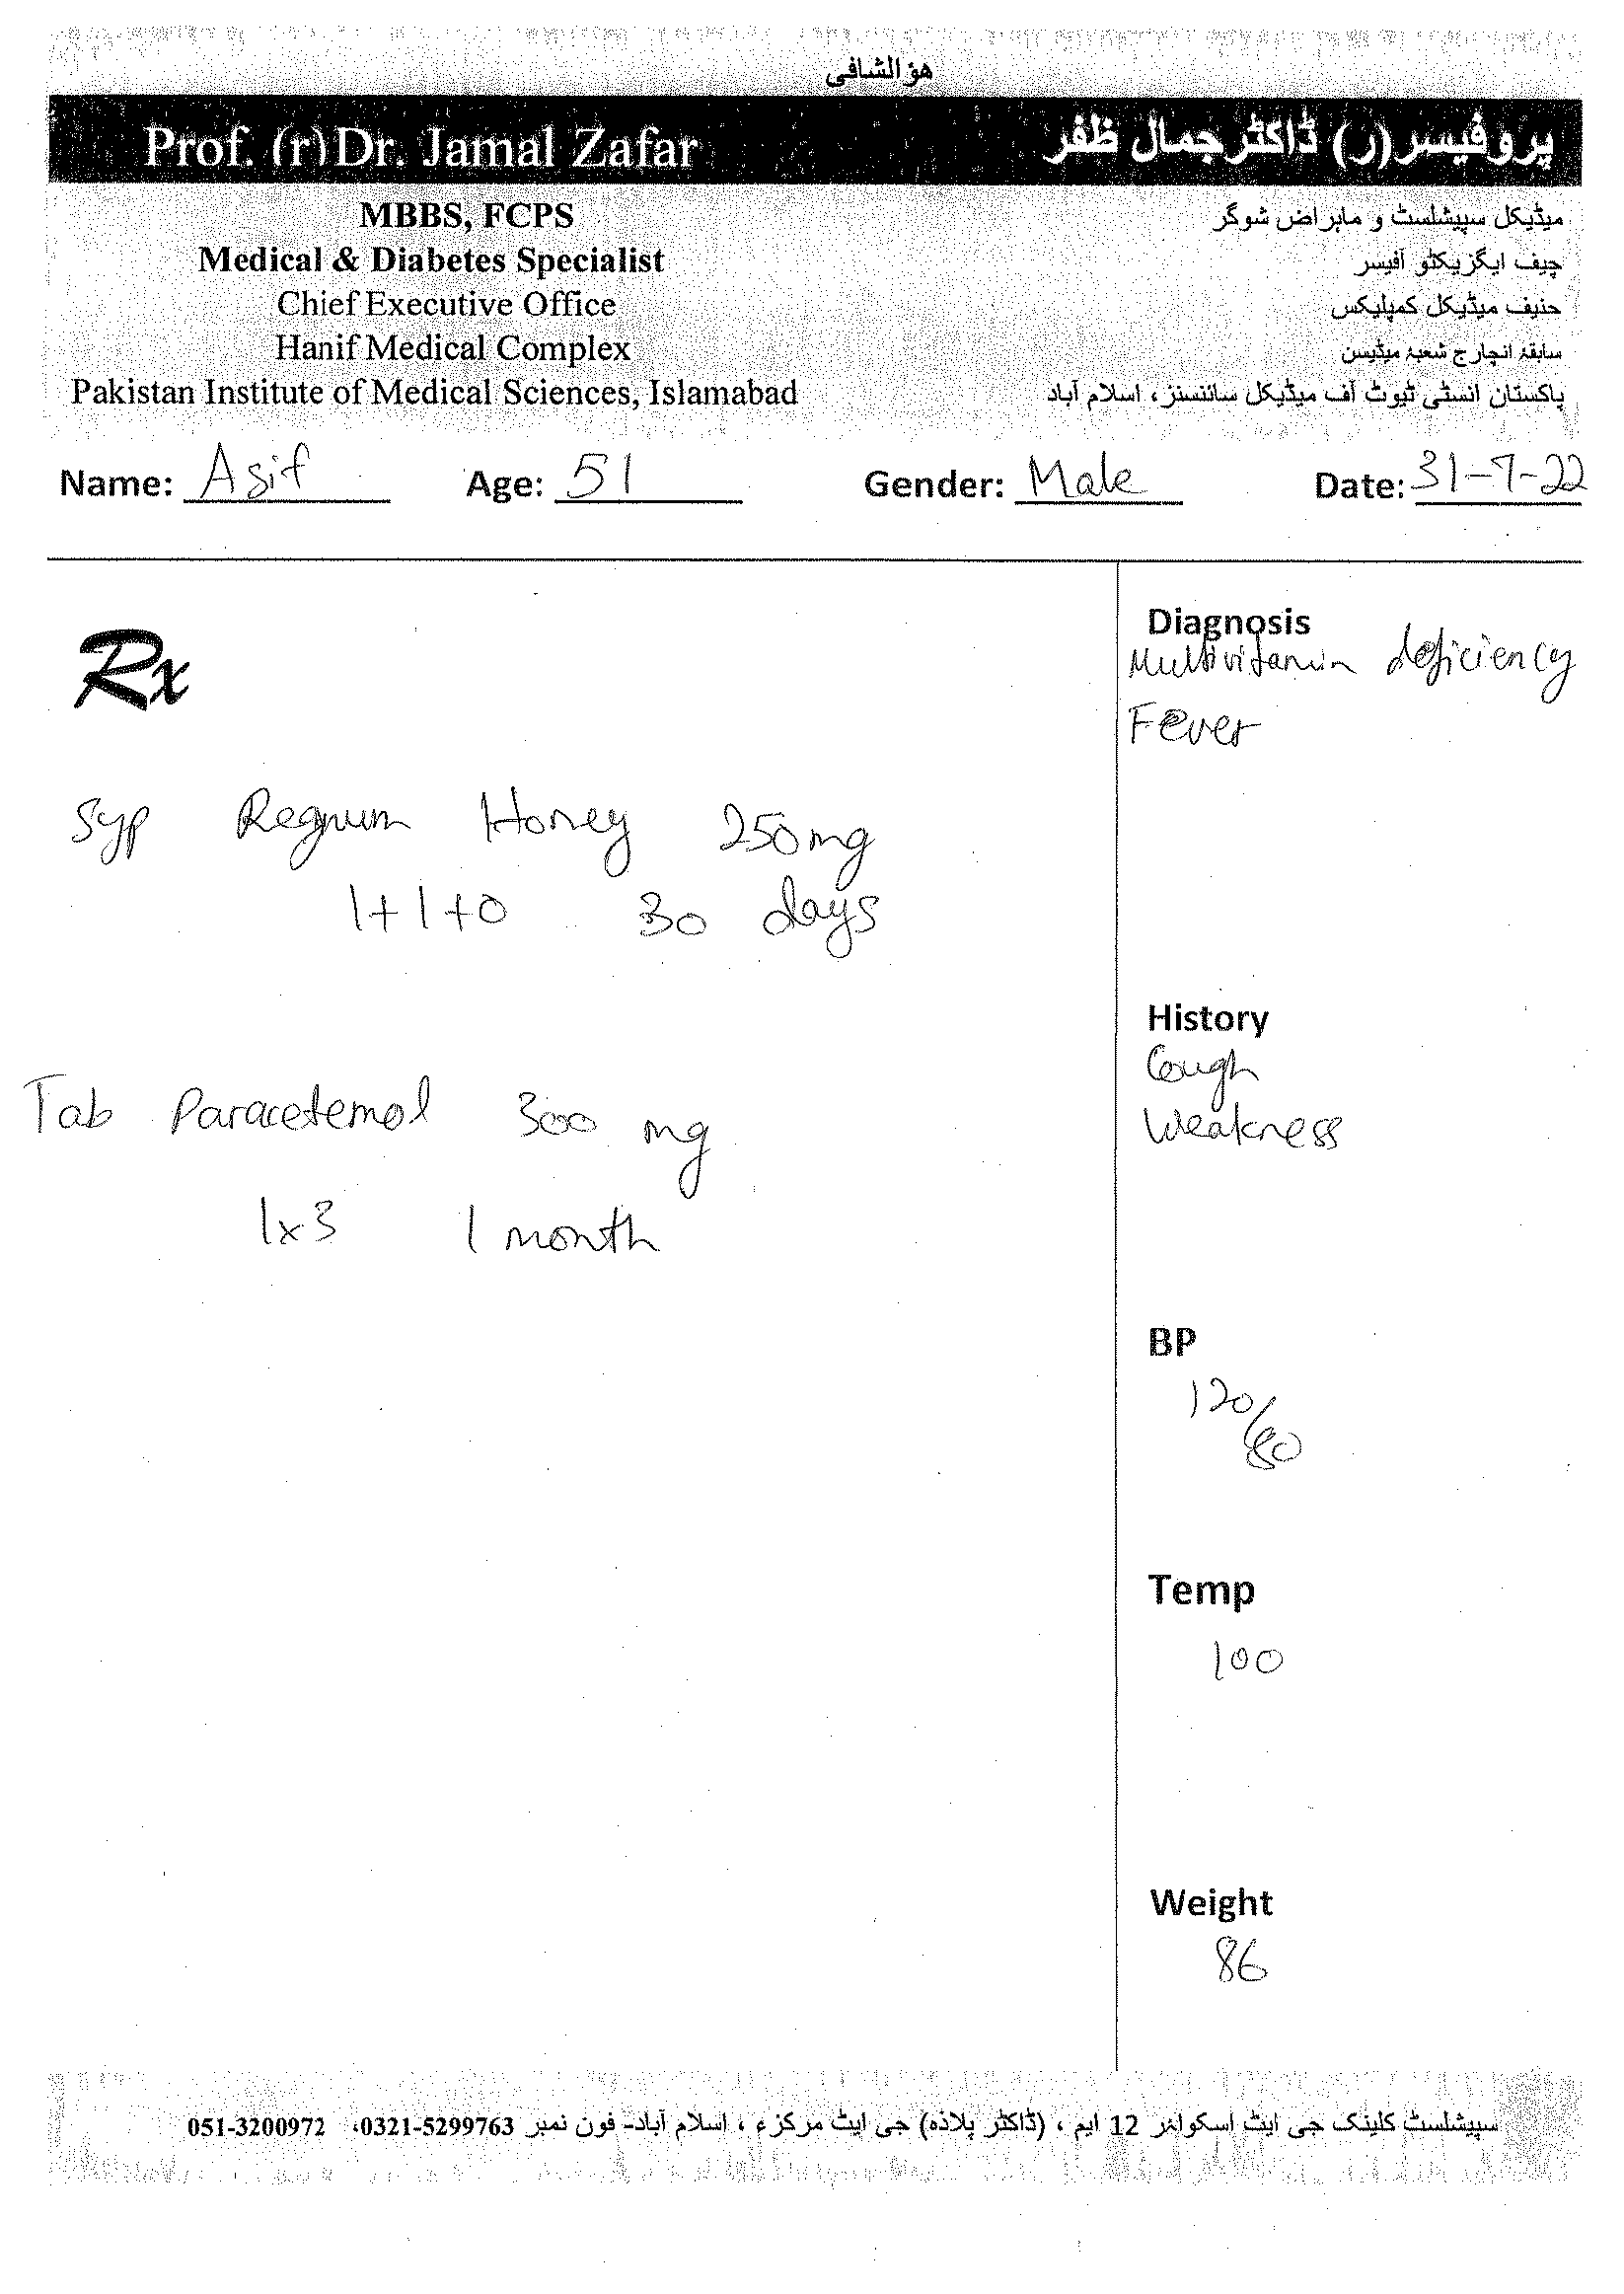 هوالشافی
Prof. (r) Dr. Jamal Zafar
پروفیسر(ر) ڈاکٹر جمال ظفر
MBBS, FCPS
میڈیکل سپیشلسٹ و ماہر اض شوگر
Medical & Diabetes Specialist
چیف ایگزیکٹو آفیسر
Chief Executive Office
حنیف میڈیکل کمپلیکس
Hanif Medical Complex
سابقہ انچارج شعبہ میڈیسن
Pakistan Institute of Medical Sciences, Islamabad
پاکستان انسٹی ٹیوٹ آف میڈیکل سائنسز، اسلام آباد
Name: Asif Age: 51 Gender: Male Date: 31-7-22
Rx
Syp Regnum Honey 250mg
1+1+0 30 days
Tab Paracetemol 300 mg
1x3 1 month
Diagnosis
Multivitamin deficiency
Fever
History
Cough
Weakness
BP
120/80
Temp
100
Weight
86
سپیشلسٹ کلینک جی ایٹ اسکوائر 12 ایم ، (ڈاکٹر پلاذہ) جی ایٹ مرکزء ، اسلام آباد- فون نمبر 0321-5299763، 051-3200972